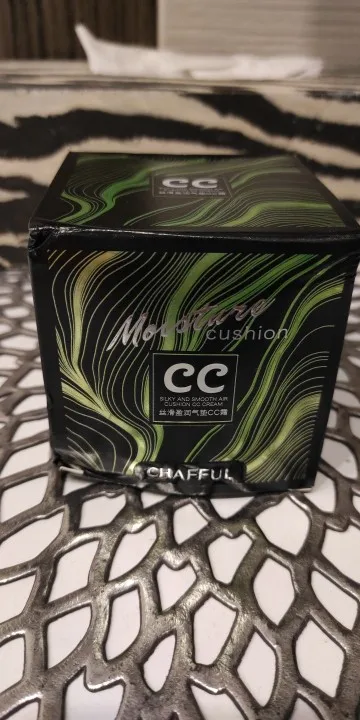 CC
Moisture
cushion
CC
SILKY AND SMOOTH AIR
CUSHION CC CREAM
丝滑盈润气垫CC霜
CHAFFUL